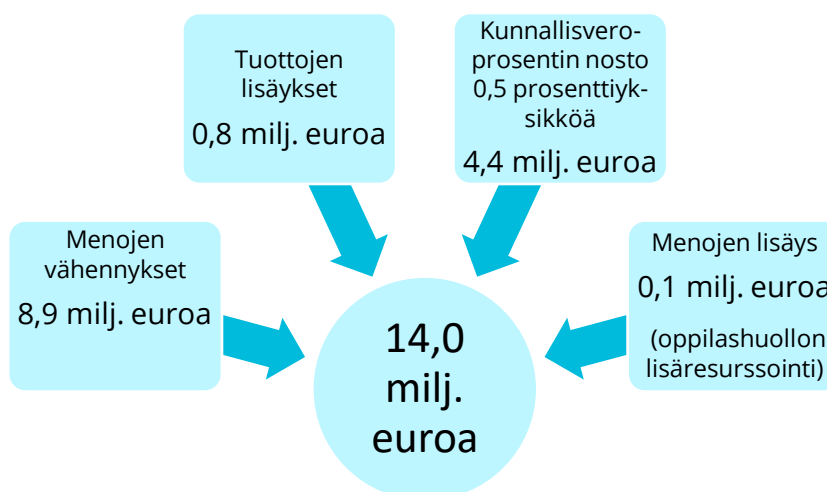 Tuottojen
lisäykset
0,8 milj. euroa
Kunnallisvero-
prosentin nosto
0,5 prosenttiyk-
sikköä
4,4 milj. euroa
Menojen
vähennykset
8,9 milj. euroa
Menojen lisäys
0,1 milj. euroa
(oppilashuollon
lisäresurssointi)
14,0
milj.
euroa